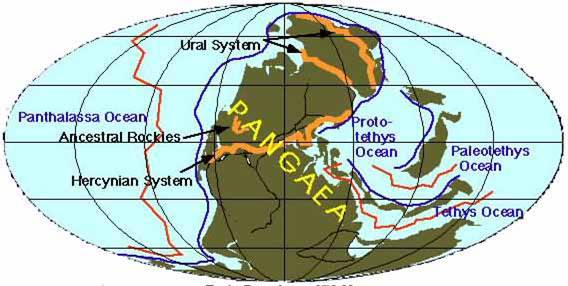 Ural System
Panthalassa Ocean
Ancestral Rockies
Hercynian System
PANGAEA
Proto-
tethys
Ocean
Paleotethys
Ocean
Tethys Ocean